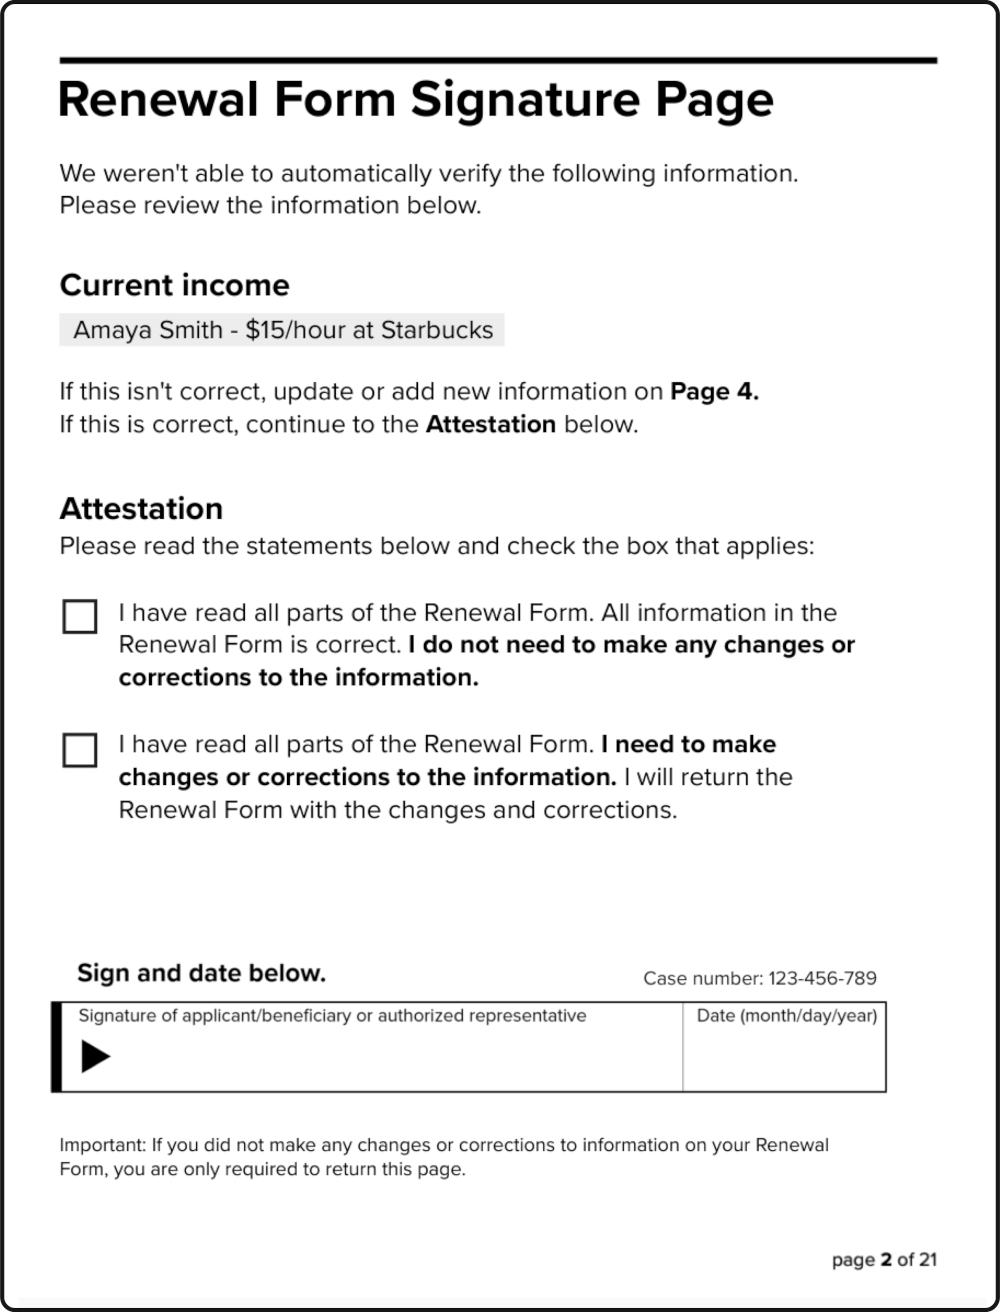 Renewal Form Signature Page
We weren't able to automatically verify the following information.
Please review the information below.
Current income
Amaya Smith - $15/hour at Starbucks
If this isn't correct, update or add new information on Page 4.
If this is correct, continue to the Attestation below.
Attestation
Please read the statements below and check the box that applies:
I have read all parts of the Renewal Form. All information in the
Renewal Form is correct. I do not need to make any changes or
corrections to the information.
I have read all parts of the Renewal Form. I need to make
changes or corrections to the information. I will return the
Renewal Form with the changes and corrections.
Sign and date below.
Case number: 123-456-789
Signature of applicant/beneficiary or authorized representative
Date (month/day/year)
Important: If you did not make any changes or corrections to information on your Renewal
Form, you are only required to return this page.
page 2 of 21